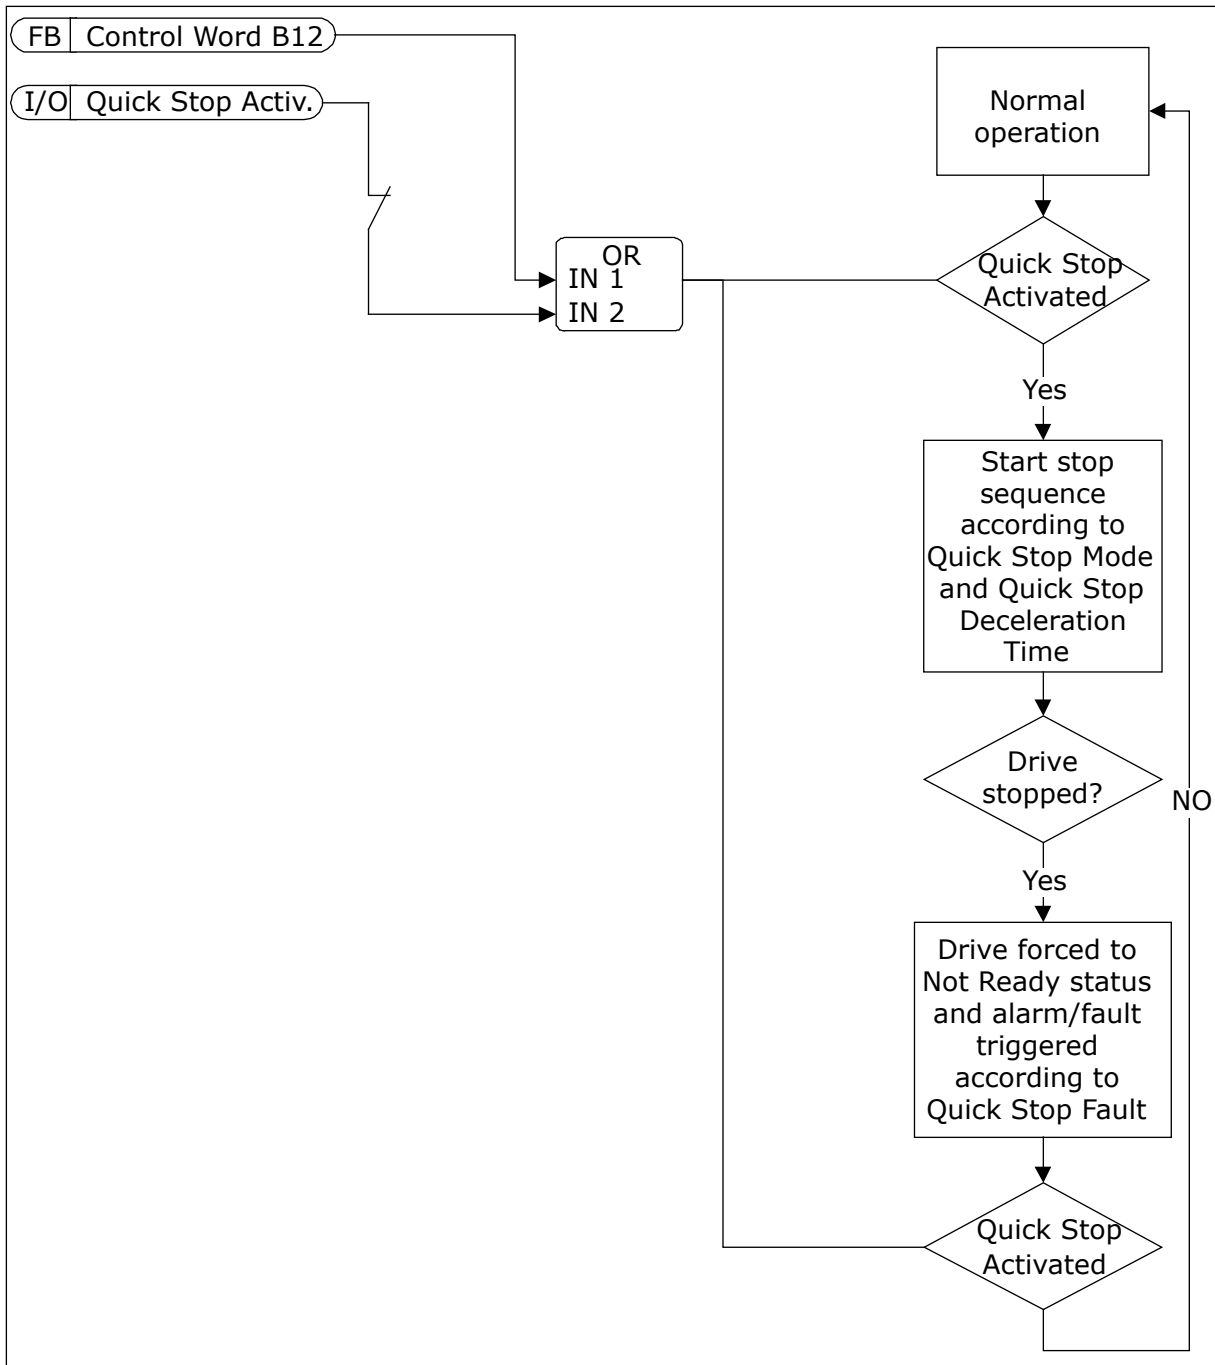 FB Control Word B12
I/O Quick Stop Activ.
OR
IN 1
IN 2
Normal
operation
Quick Stop
Activated
Yes
Start stop
sequence
according to
Quick Stop Mode
and Quick Stop
Deceleration
Time
Drive
stopped?
NO
Yes
Drive forced to
Not Ready status
and alarm/fault
triggered
according to
Quick Stop Fault
Quick Stop
Activated